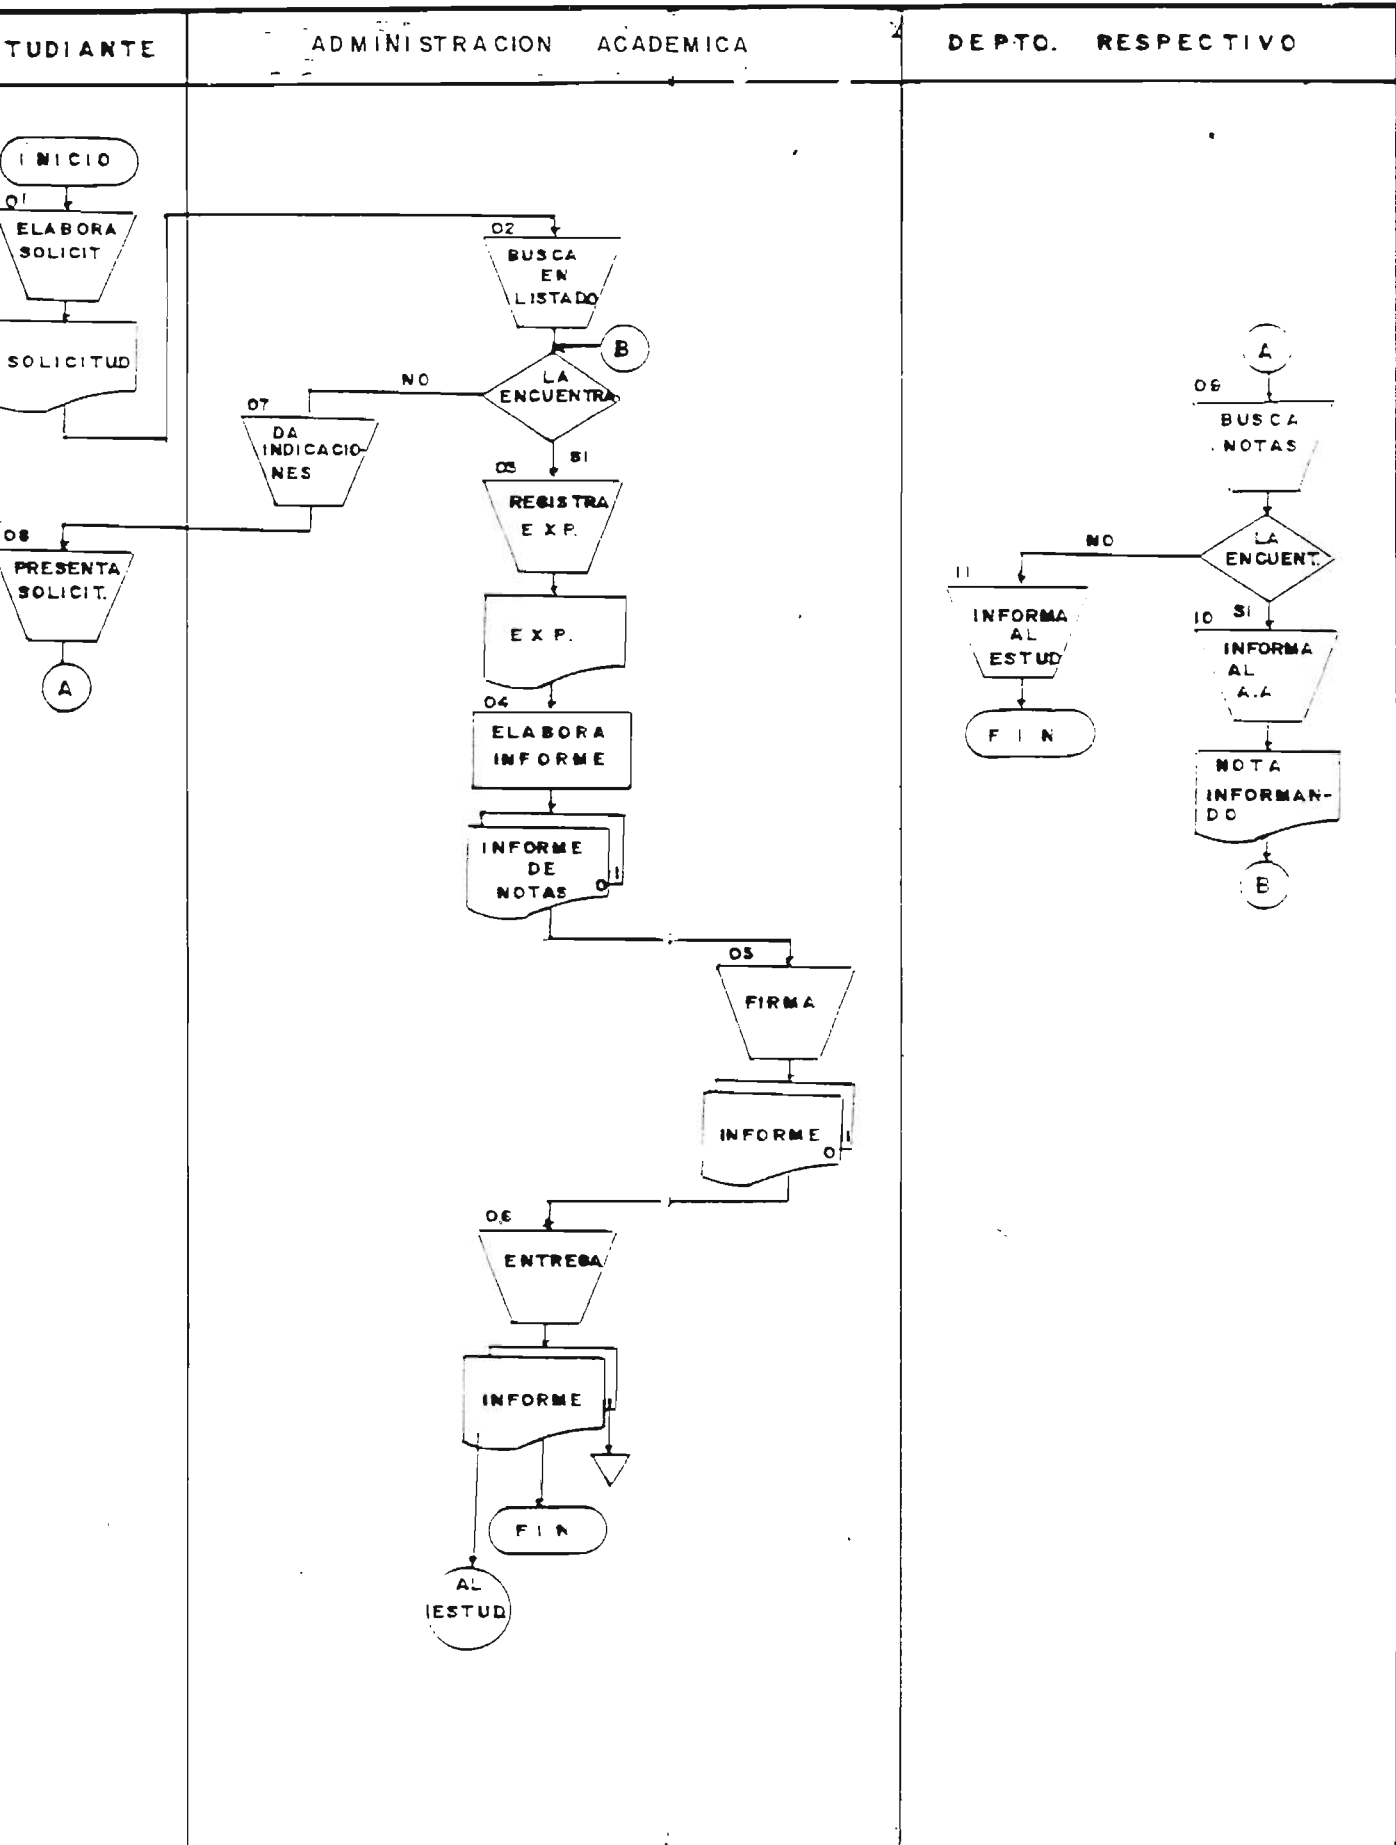 TUDIANTE
ADMINISTRACION ACADEMICA
DEPTO. RESPECTIVO
INICIO
01
ELABORA
SOLICIT
SOLICITUD
02
BUSCA
EN
LISTADO
B
LA
ENCUENTRA
NO
SI
07
DA
INDICACIO-
NES
08
PRESENTA
SOLICIT.
A
03
REGISTRA
EXP.
EXP.
04
ELABORA
INFORME
INFORME
DE
NOTAS
0
1
05
FIRMA
INFORME
0
1
06
ENTREGA
INFORME
1
FIN
AL
ESTUD
A
09
BUSCA
NOTAS
LA
ENCUENT.
NO
SI
11
INFORMA
AL
ESTUD
FIN
10
INFORMA
AL
A.A
NOTA
INFORMAN-
DO
B